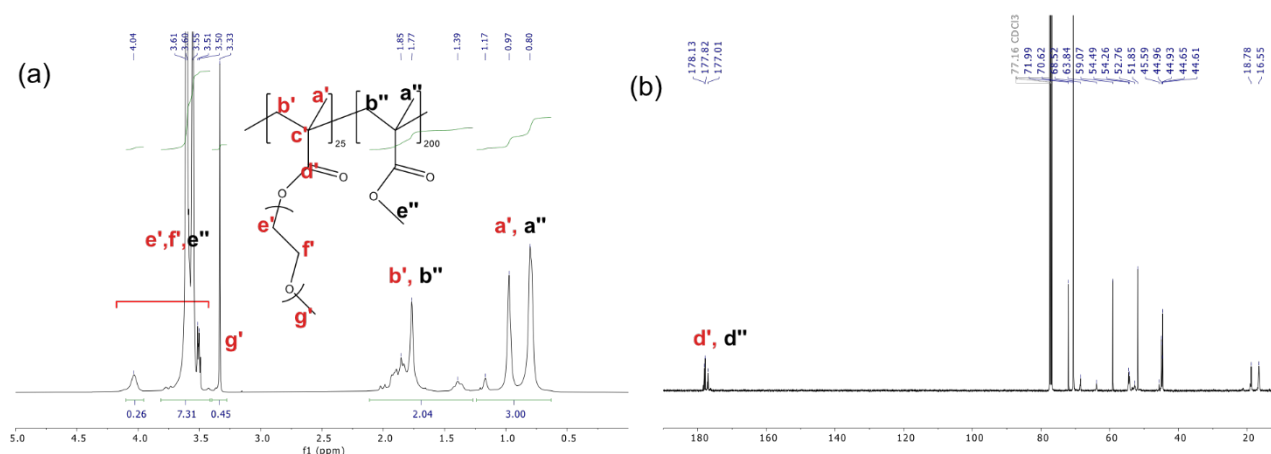 (a)
4.04
3.61
3.60
3.55
3.51
3.50
3.33
1.85
1.77
1.39
1.17
0.97
0.80
b'
a'
b''
a''
c'
25
200
d'
O
O
O
O
e''
e'
f'
O
g'
e',f',e''
g'
b', b''
a', a''
0.26
7.31
0.45
2.04
3.00
5.0
4.0
3.5
3.0
2.5
2.0
1.5
1.0
0.5
f1 (ppm)
(b)
178.13
177.82
177.01
77.16 CDCl3
71.99
70.62
68.52
63.84
59.07
54.49
54.26
52.76
51.85
45.59
44.96
44.93
44.65
44.61
18.78
16.55
d', d''
180
160
140
120
100
80
60
40
20